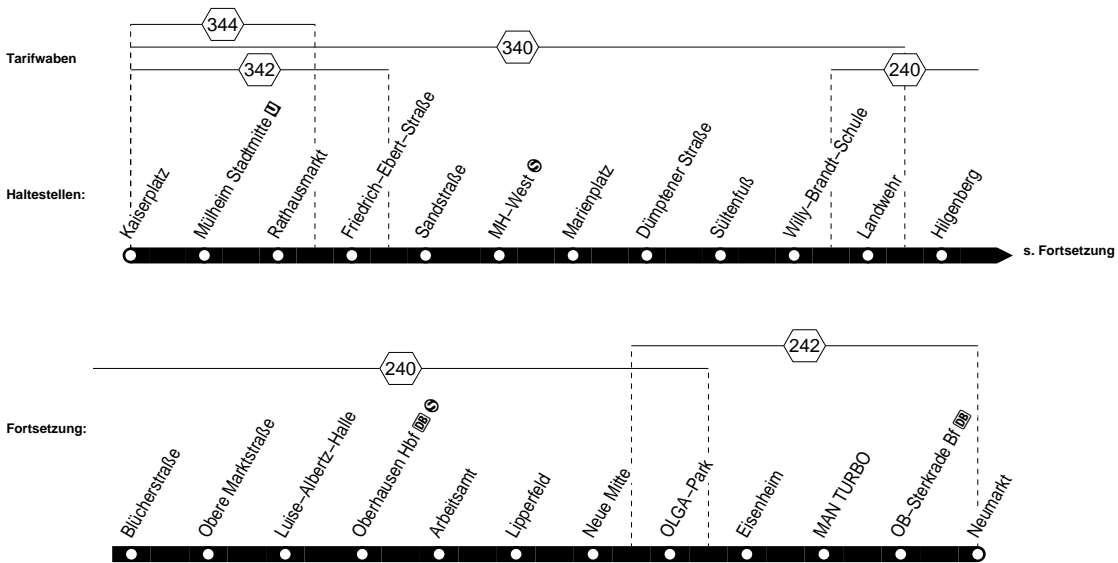 344
340
Tarifwaben
342
240
Haltestellen:
Kaiserplatz
Mülheim Stadtmitte U
Rathausmarkt
Friedrich-Ebert-Straße
Sandstraße
MH-West S
Marienplatz
Dümptener Straße
Sültenfuß
Willy-Brandt-Schule
Landwehr
Hilgenberg
s. Fortsetzung
242
240
Fortsetzung:
Blücherstraße
Obere Marktstraße
Luise-Albertz-Halle
Oberhausen Hbf DB S
Arbeitsamt
Lipperfeld
Neue Mitte
OLGA-Park
Eisenheim
MAN TURBO
OB-Sterkrade Bf DB
Neumarkt